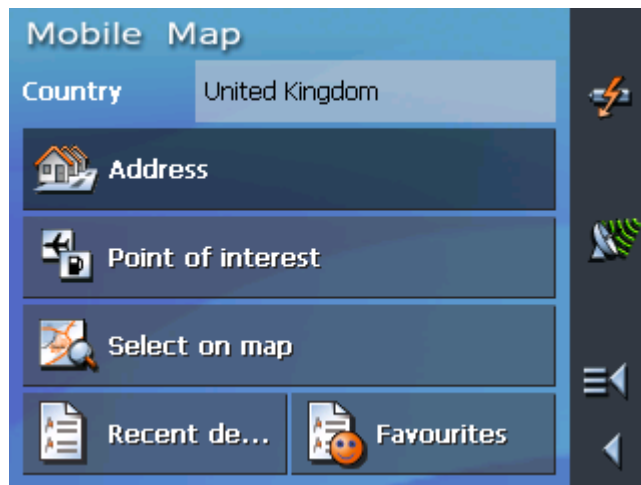 Mobile Map
Country United Kingdom
Address
Point of interest
Select on map
Recent de... Favourites